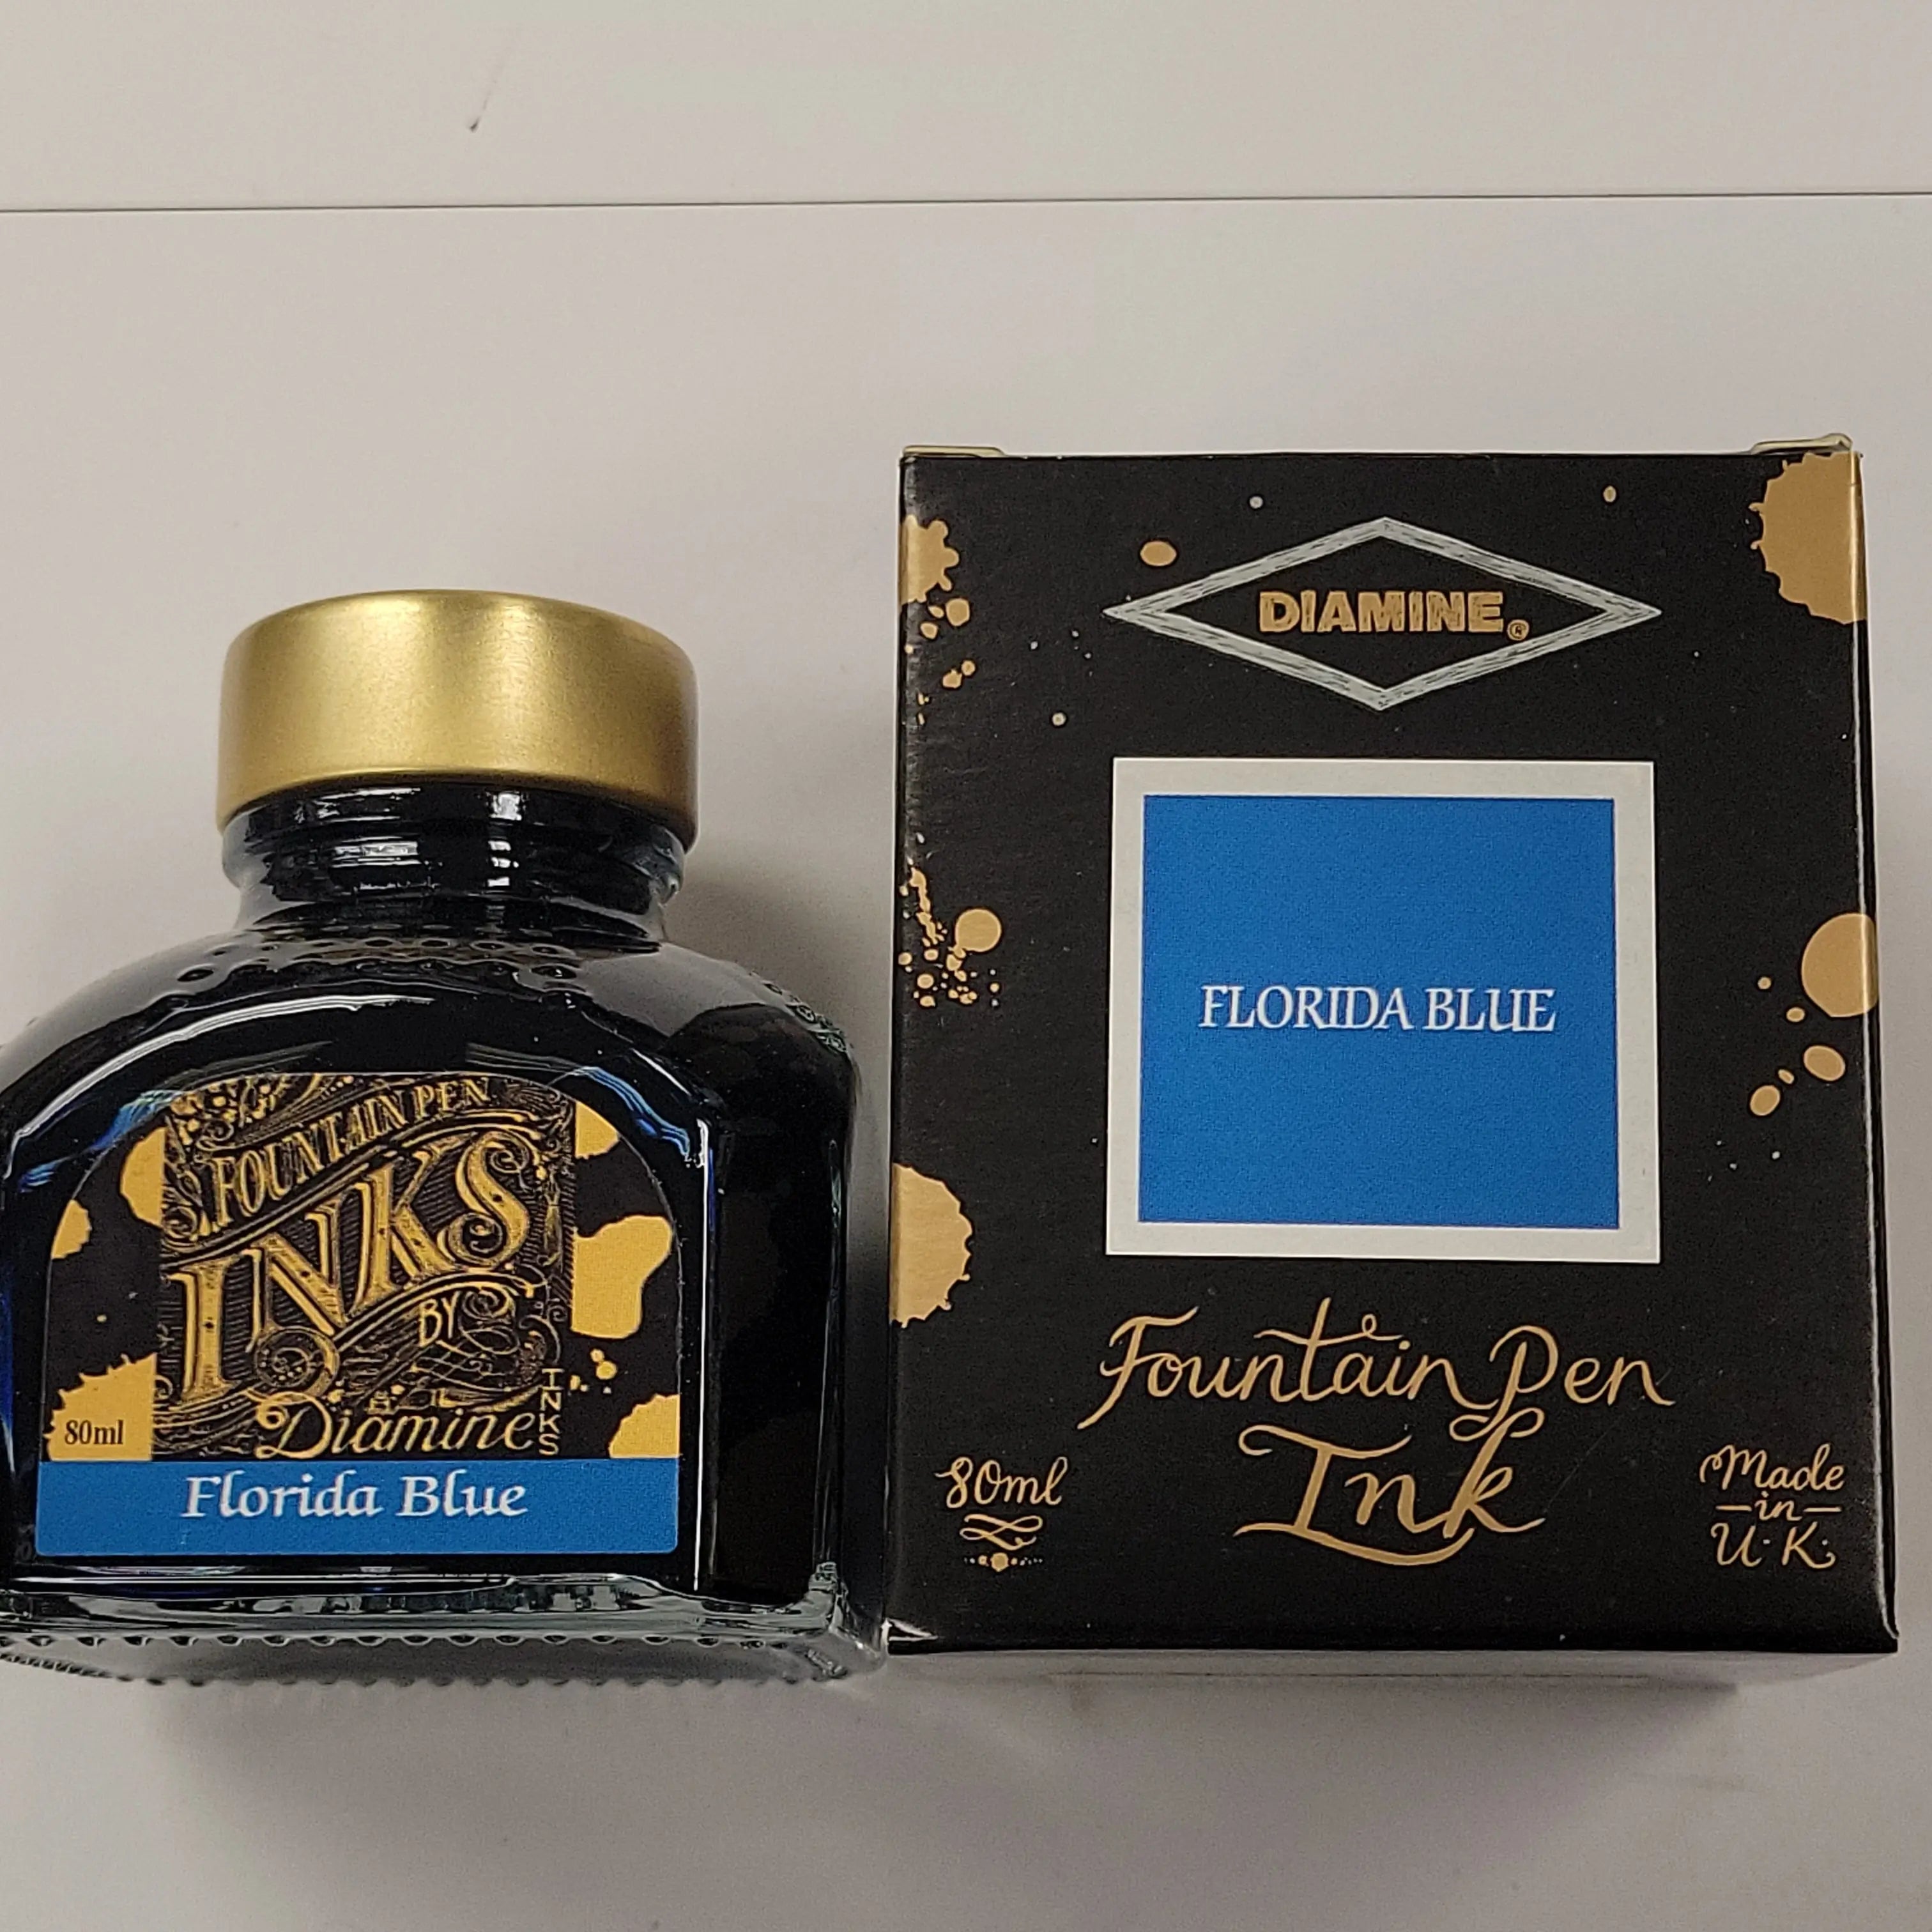 FOUNTAIN PEN
INKS
BY
Diamine
INKS
80ml
Florida Blue
DIAMINE®
FLORIDA BLUE
Fountain Pen
Ink
80ml
Made
in
U.K.